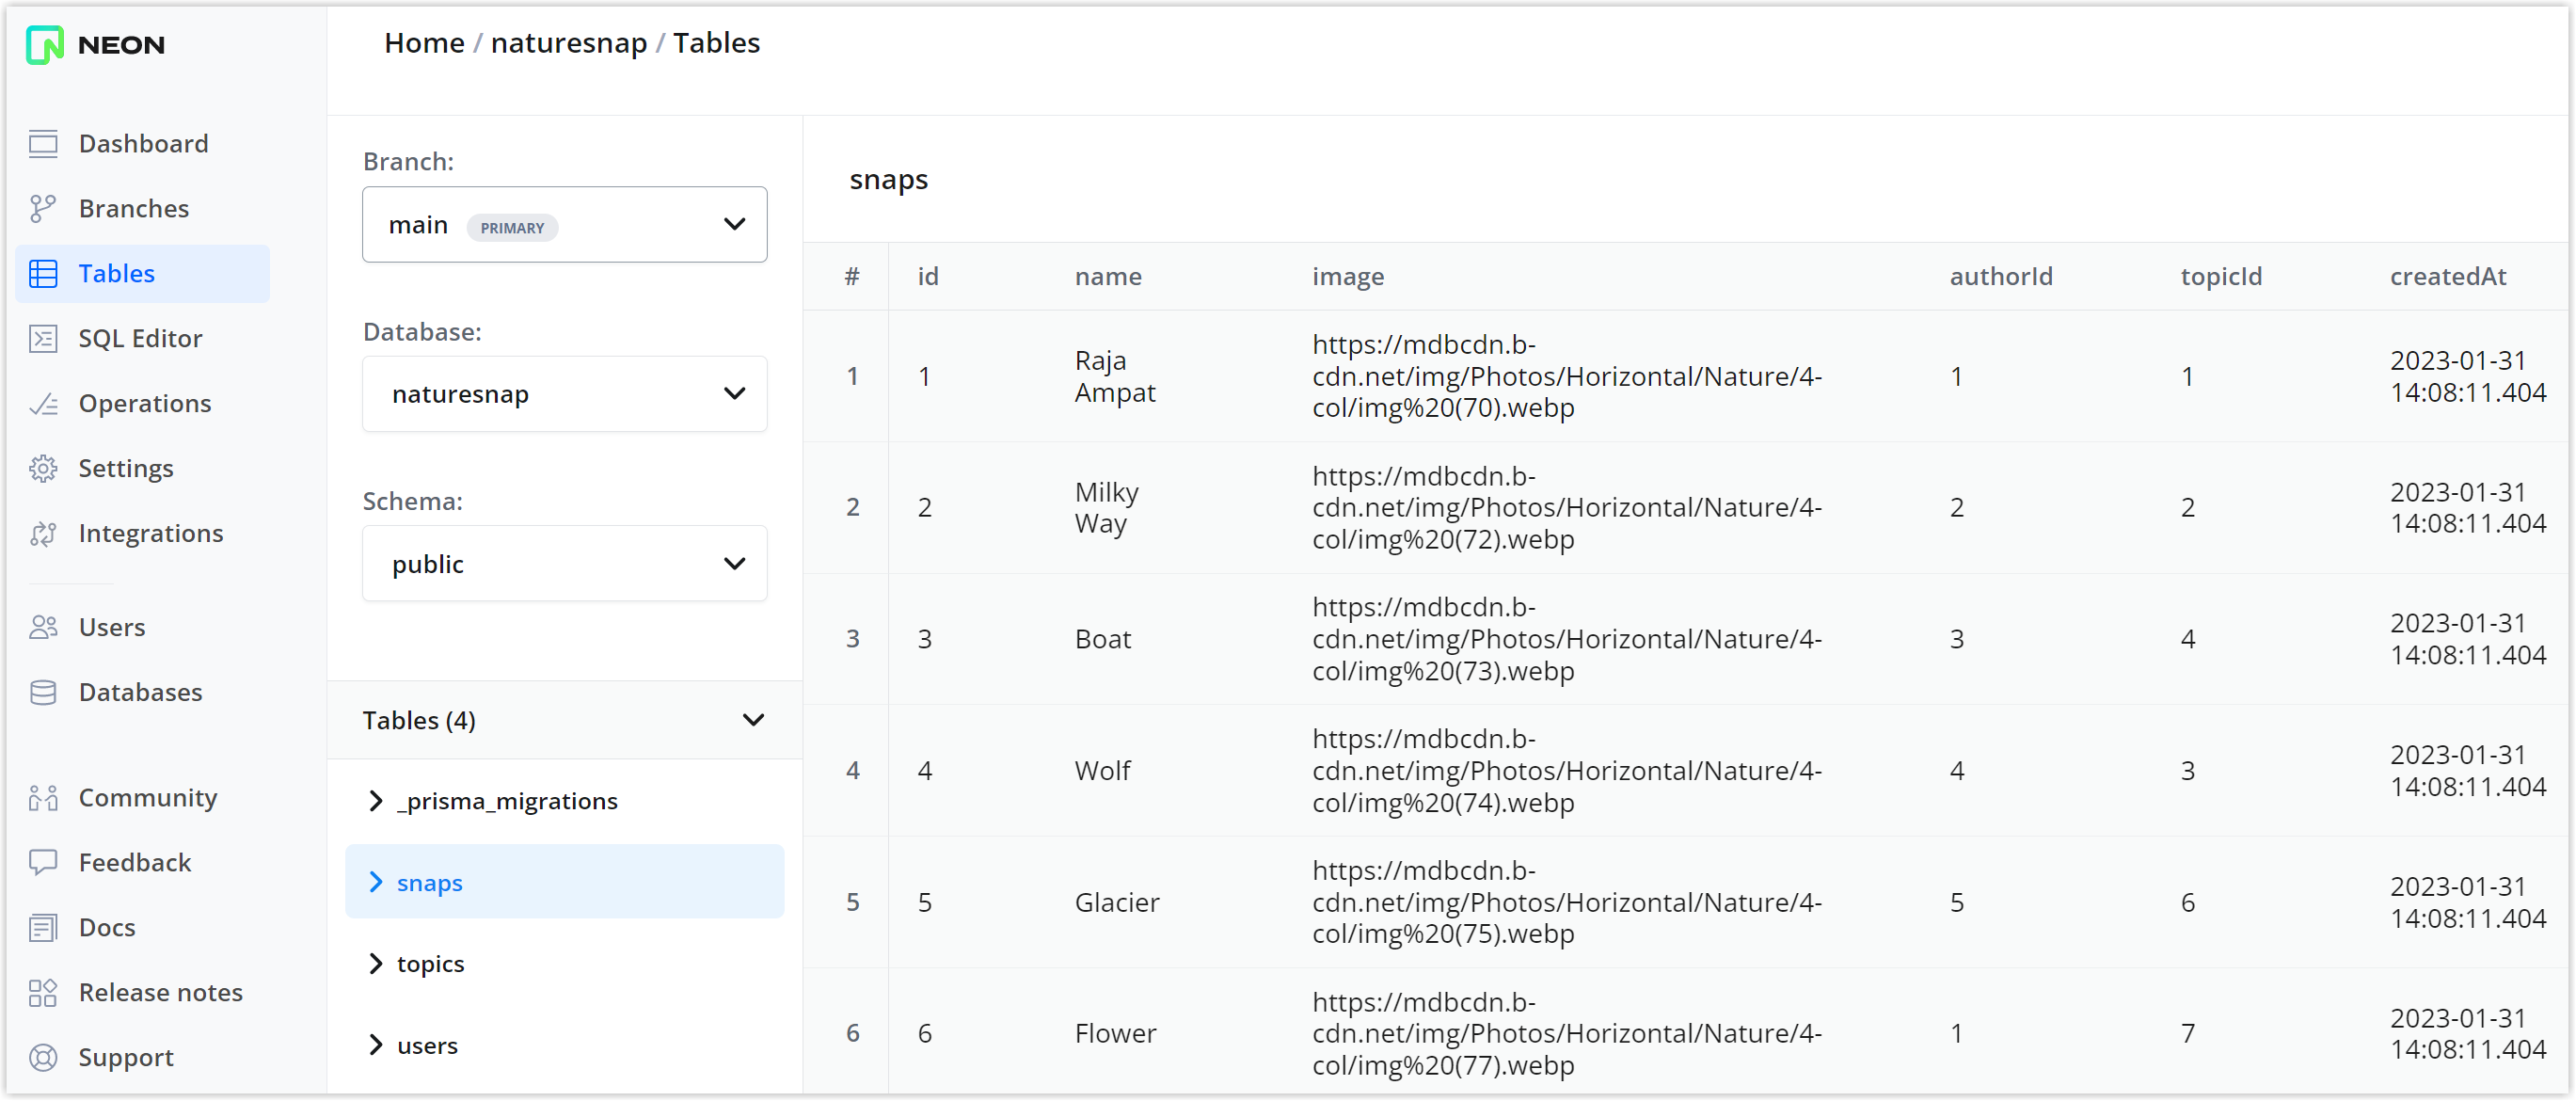 NEON
Home / naturesnap / Tables
Dashboard
Branches
Tables
SQL Editor
Operations
Settings
Integrations
Users
Databases
Community
Feedback
Docs
Release notes
Support
Branch:
main PRIMARY
Database:
naturesnap
Schema:
public
Tables (4)
_prisma_migrations
snaps
topics
users
snaps
# id name image authorId topicId createdAt
1 1 Raja Ampat https://mdbcdn.b-cdn.net/img/Photos/Horizontal/Nature/4-col/img%20(70).webp 1 1 2023-01-31 14:08:11.404
2 2 Milky Way https://mdbcdn.b-cdn.net/img/Photos/Horizontal/Nature/4-col/img%20(72).webp 2 2 2023-01-31 14:08:11.404
3 3 Boat https://mdbcdn.b-cdn.net/img/Photos/Horizontal/Nature/4-col/img%20(73).webp 3 4 2023-01-31 14:08:11.404
4 4 Wolf https://mdbcdn.b-cdn.net/img/Photos/Horizontal/Nature/4-col/img%20(74).webp 4 3 2023-01-31 14:08:11.404
5 5 Glacier https://mdbcdn.b-cdn.net/img/Photos/Horizontal/Nature/4-col/img%20(75).webp 5 6 2023-01-31 14:08:11.404
6 6 Flower https://mdbcdn.b-cdn.net/img/Photos/Horizontal/Nature/4-col/img%20(77).webp 1 7 2023-01-31 14:08:11.404